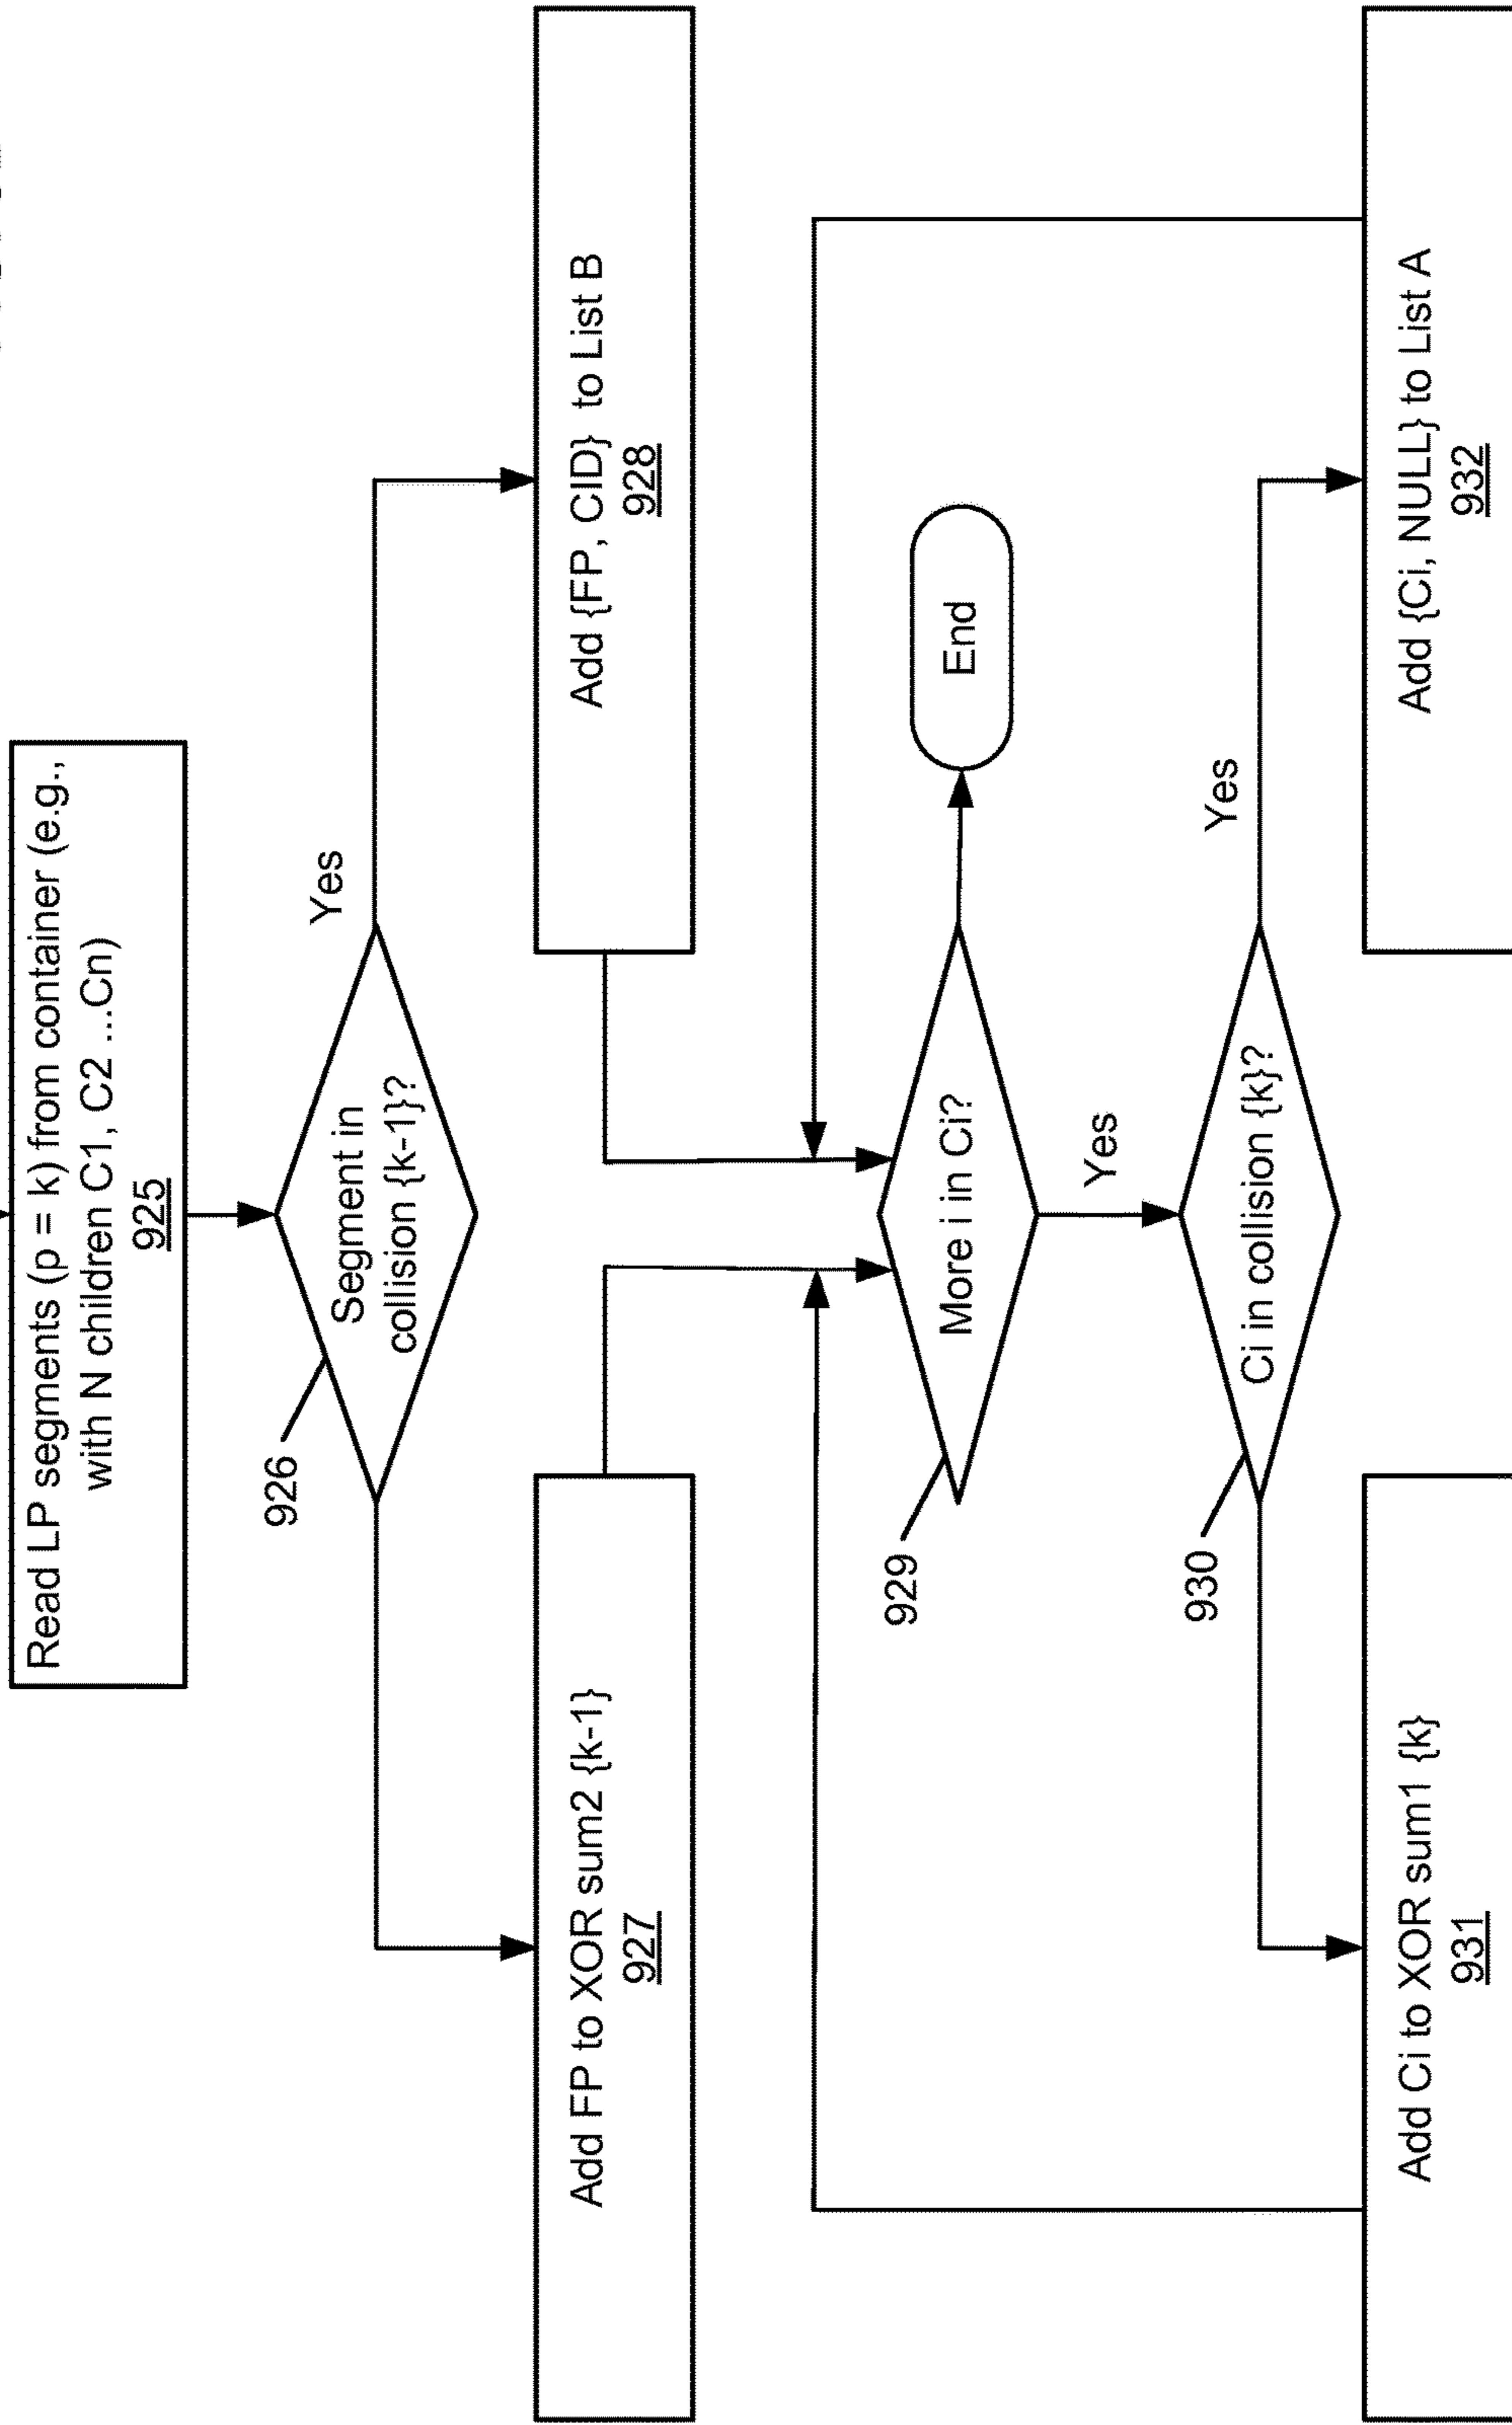 Read LP segments (p = k) from container (e.g.,
with N children C1, C2 ...Cn)
925
926
Segment in
collision {k-1}?
Yes
Add FP to XOR sum2 {k-1}
927
Add {FP, CID} to List B
928
929
More i in Ci?
End
Yes
930
Ci in collision {k}?
Yes
Add Ci to XOR sum1 {k}
931
Add {Ci, NULL} to List A
932